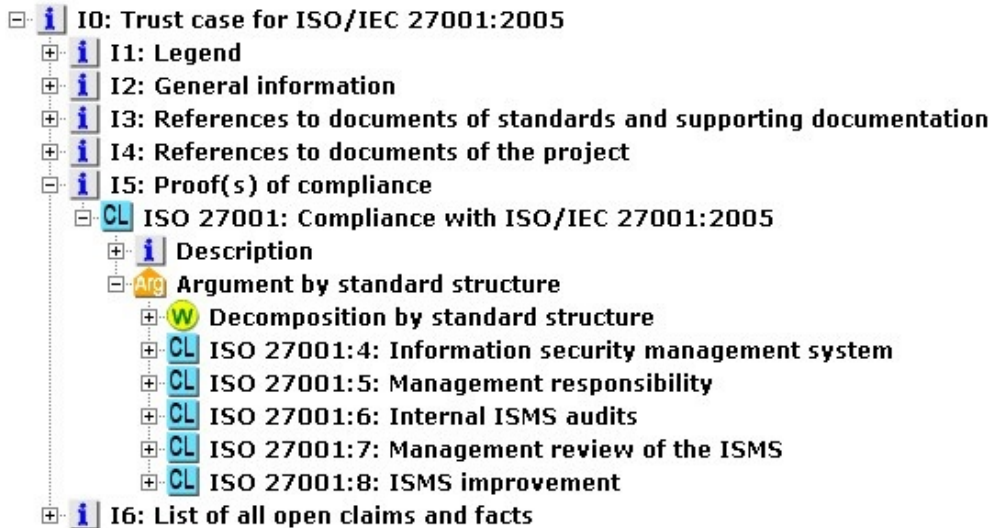 i I0: Trust case for ISO/IEC 27001:2005
i I1: Legend
i I2: General information
i I3: References to documents of standards and supporting documentation
i I4: References to documents of the project
i I5: Proof(s) of compliance
CL ISO 27001: Compliance with ISO/IEC 27001:2005
i Description
Arg Argument by standard structure
W Decomposition by standard structure
CL ISO 27001:4: Information security management system
CL ISO 27001:5: Management responsibility
CL ISO 27001:6: Internal ISMS audits
CL ISO 27001:7: Management review of the ISMS
CL ISO 27001:8: ISMS improvement
i I6: List of all open claims and facts